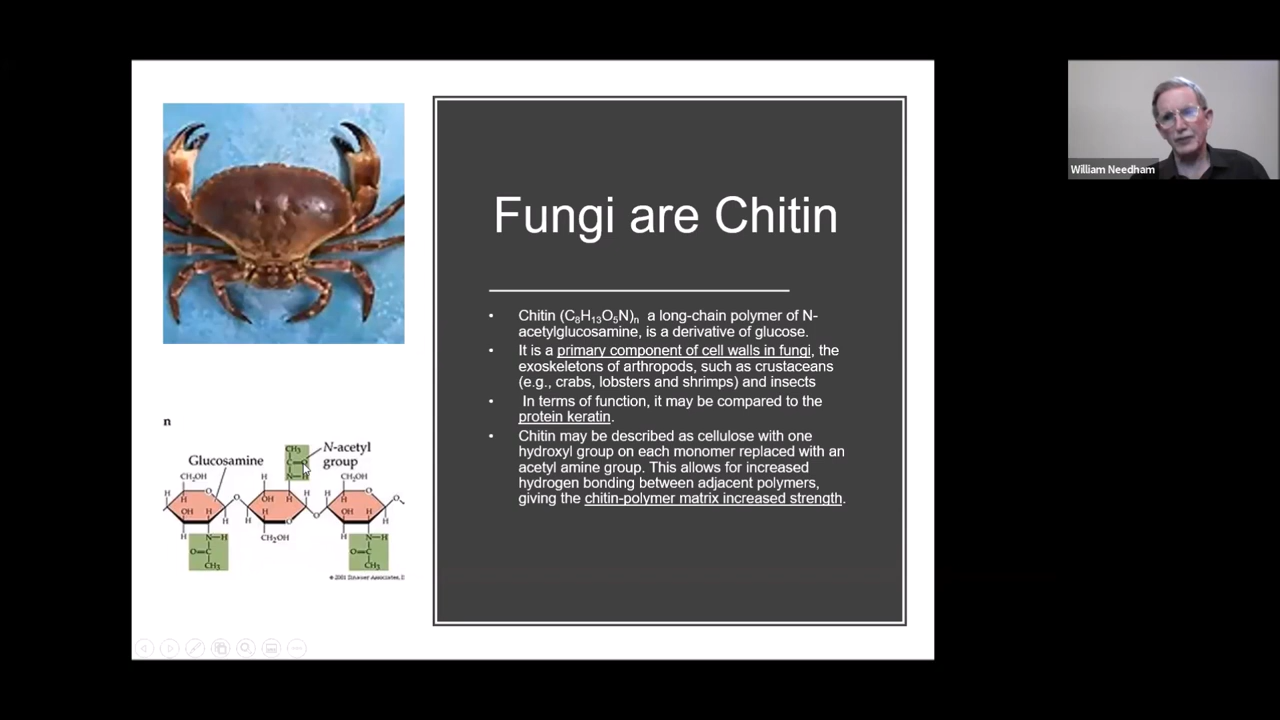 Fungi are Chitin
• Chitin (C8H13O5N)n a long-chain polymer of N-
acetylglucosamine, is a derivative of glucose.
• It is a primary component of cell walls in fungi, the
exoskeletons of arthropods, such as crustaceans
(e.g., crabs, lobsters and shrimps) and insects
• In terms of function, it may be compared to the
protein keratin.
• Chitin may be described as cellulose with one
hydroxyl group on each monomer replaced with an
acetyl amine group. This allows for increased
hydrogen bonding between adjacent polymers,
giving the chitin-polymer matrix increased strength.
n
Glucosamine
N-acetyl
group
CH3
C=O
N—H
CH2OH
H
CH2OH
O
O
O
O
H
H
H
OH
H
H
H
H
OH
H
OH
H
H
H
H
O
H
H
N—H
CH2OH
H
N—H
O=C
O=C
CH3
CH3
William Needham